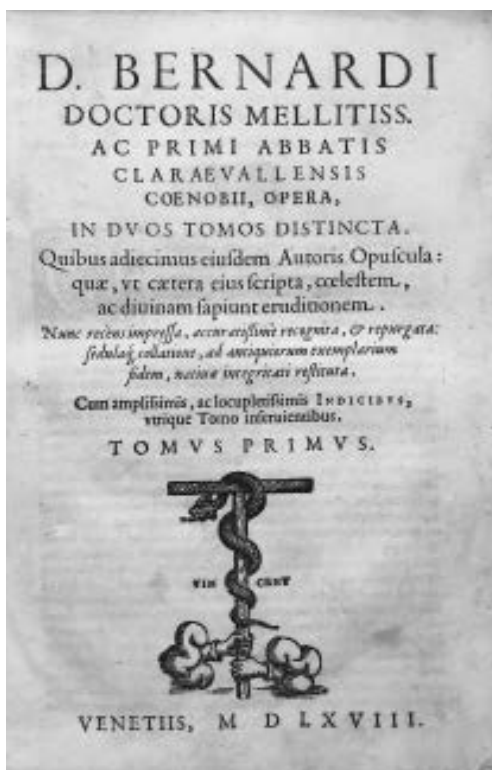 D. BERNARDI
DOCTORIS MELLITISS.
AC PRIMI ABBATIS
CLARAEVALLENSIS
COENOBII, OPERA,
IN DVOS TOMOS DISTINCTA.
Quibus adiecimus eiusdem Autoris Opuscula:
quæ, vt cætera eius scripta, cœlestem,
ac diuinam sapiunt eruditionem.
Nunc recens impressa, accuratissimè recognita, & repurgata:
sedulaq́; collatione, ad antiquorum exemplarium
fidem, natiuæ integritati restituta.
Cum amplissimis, ac locupletissimis INDICIBVS,
vtrique Tomo inseruientibus.
TOMVS PRIMVS.
VIN CENT
VENETIIS, M D LXVIII.